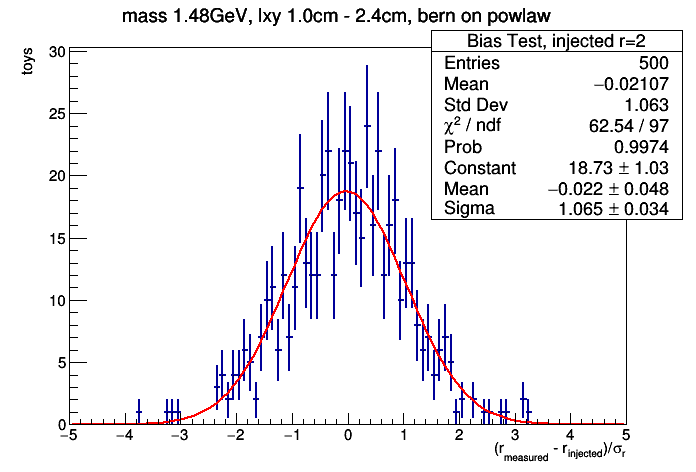 mass 1.48GeV, lxy 1.0cm - 2.4cm, bern on powlaw
Bias Test, injected r=2
Entries 500
Mean −0.02107
Std Dev 1.063
χ² / ndf 62.54 / 97
Prob 0.9974
Constant 18.73 ± 1.03
Mean −0.022 ± 0.048
Sigma 1.065 ± 0.034
toys
30
25
20
15
10
5
0
−5 −4 −3 −2 −1 0 1 2 3 4 5
(r_measured - r_injected)/σ_r